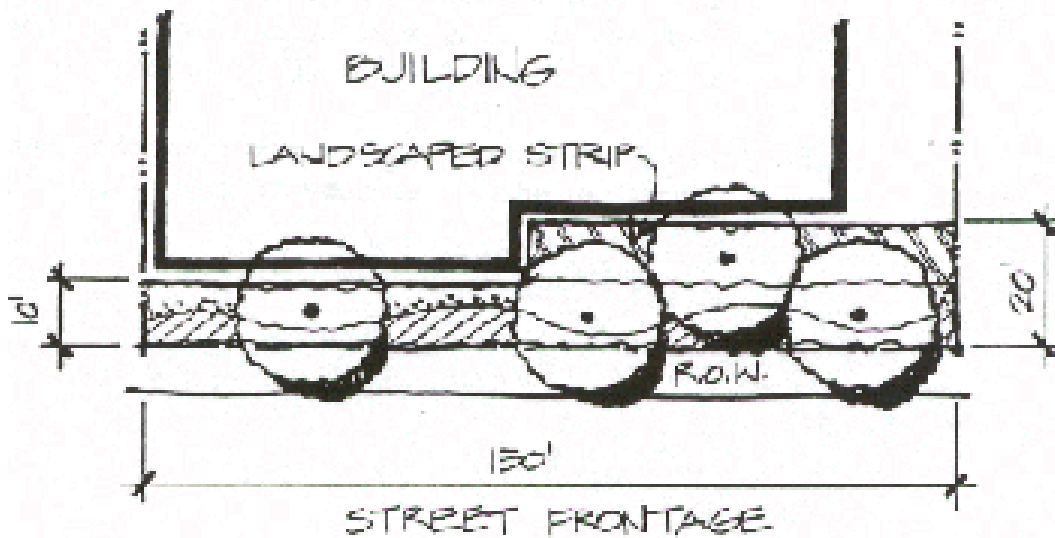 BUILDING
LANDSCAPED STRIP
10'
20'
R.O.W.
150'
STREET FRONTAGE